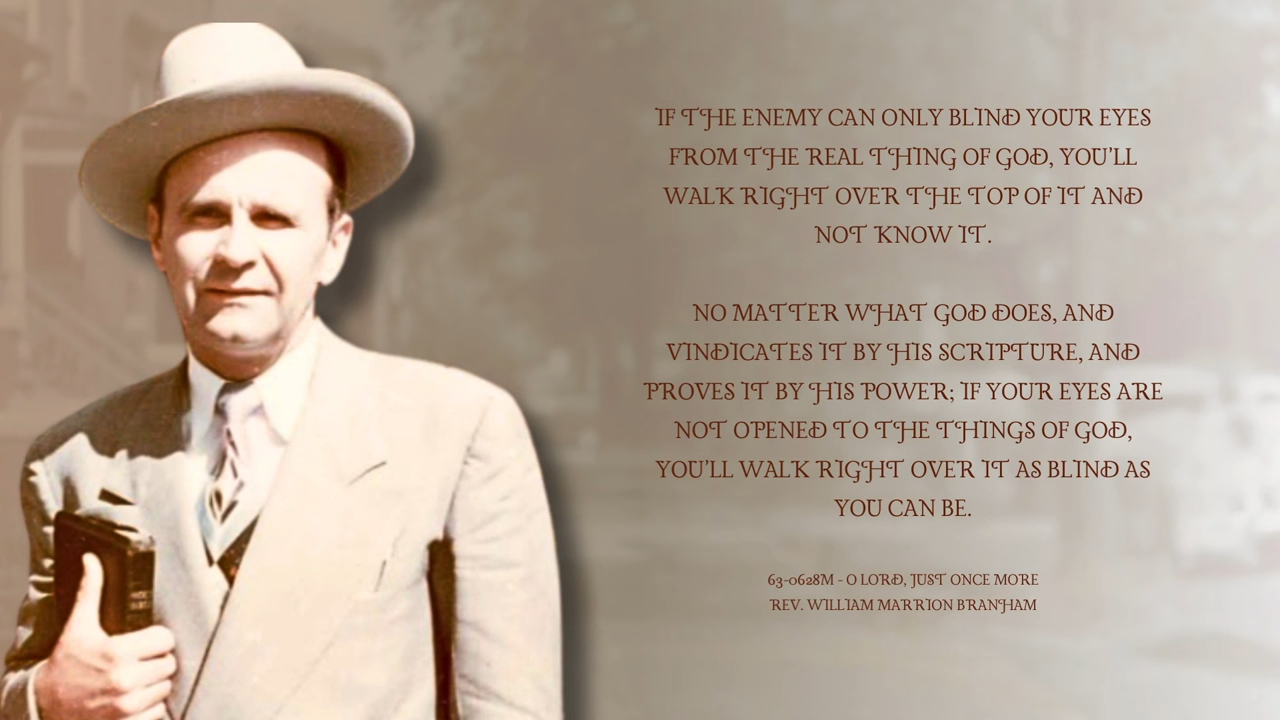 IF THE ENEMY CAN ONLY BLIND YOUR EYES
FROM THE REAL THING OF GOD, YOU'LL
WALK RIGHT OVER THE TOP OF IT AND
NOT KNOW IT.
NO MATTER WHAT GOD DOES, AND
VINDICATES IT BY HIS SCRIPTURE, AND
PROVES IT BY HIS POWER; IF YOUR EYES ARE
NOT OPENED TO THE THINGS OF GOD,
YOU'LL WALK RIGHT OVER IT AS BLIND AS
YOU CAN BE.
63-0628M - O LORD, JUST ONCE MORE
REV. WILLIAM MARRION BRANHAM